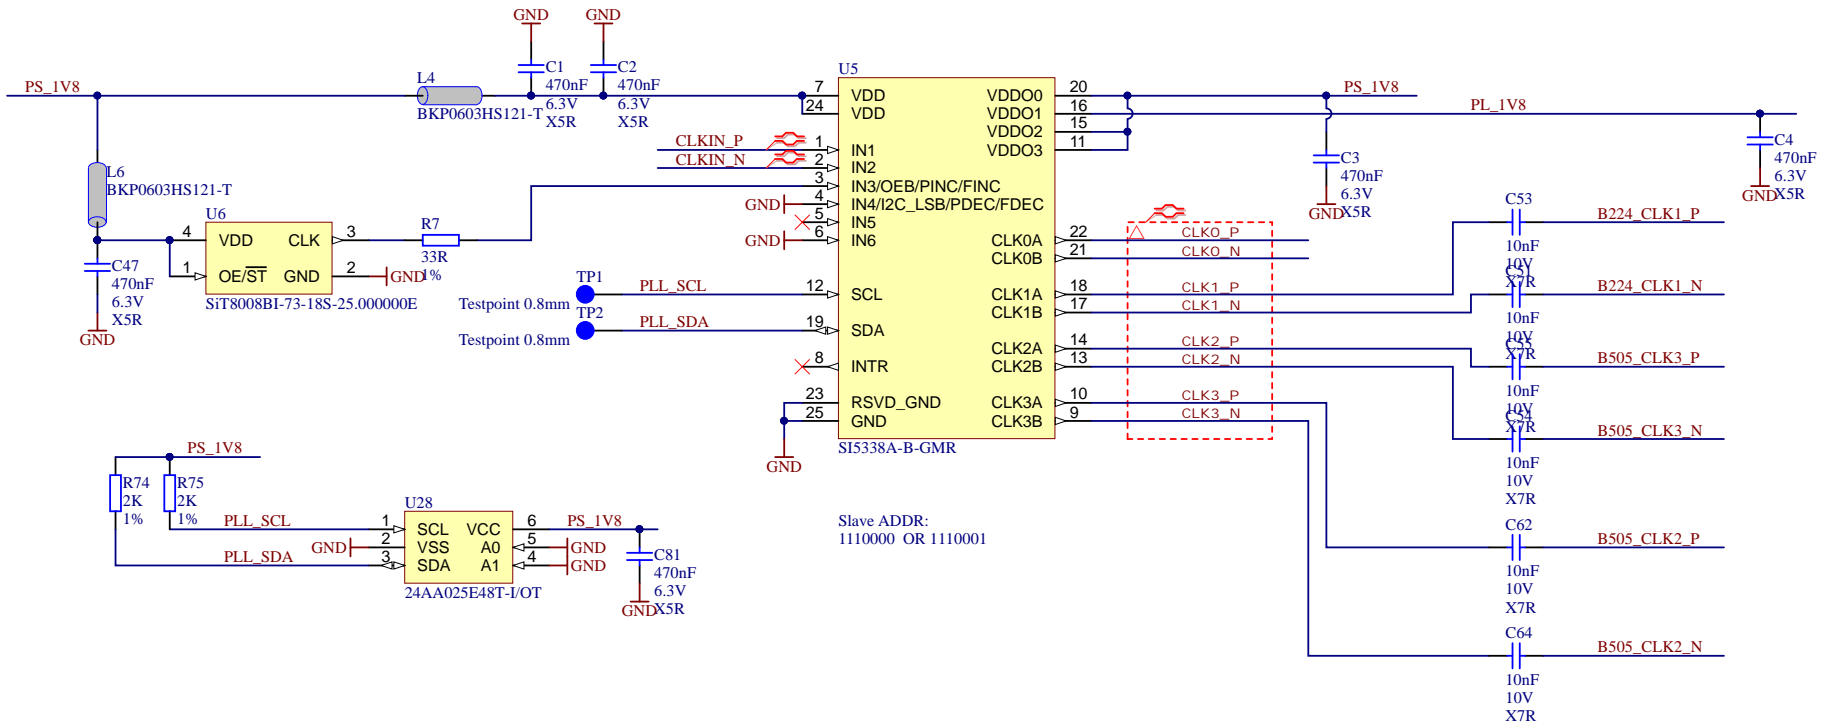 GND
GND
PS_1V8
L4
BKP0603HS121-T
C1
470nF
6.3V
X5R
C2
470nF
6.3V
X5R
L6
BKP0603HS121-T
C47
470nF
6.3V
X5R
GND
U6
4 VDD CLK 3
1 OE/ST GND 2
GND
SiT8008BI-73-18S-25.000000E
R7
33R
1%
CLKIN_P
CLKIN_N
GND
GND
TP1
Testpoint 0.8mm
PLL_SCL
TP2
Testpoint 0.8mm
PLL_SDA
U5
7 VDD VDDO0 20
24 VDD VDDO1 16
VDDO2 15
1 IN1 VDDO3 11
2 IN2
3 IN3/OEB/PINC/FINC
4 IN4/I2C_LSB/PDEC/FDEC
5 IN5
6 IN6 CLK0A 22
CLK0B 21
12 SCL CLK1A 18
CLK1B 17
19 SDA
CLK2A 14
8 INTR CLK2B 13
23 RSVD_GND CLK3A 10
25 GND CLK3B 9
SI5338A-B-GMR
GND
PS_1V8
PL_1V8
C3
470nF
6.3V
X5R
GND
C4
470nF
6.3V
X5R
GND
CLK0_P
CLK0_N
CLK1_P
CLK1_N
CLK2_P
CLK2_N
CLK3_P
CLK3_N
C53
10nF
10V
X7R
B224_CLK1_P
C51
10nF
10V
X7R
B224_CLK1_N
C55
10nF
10V
X7R
B505_CLK3_P
C54
10nF
10V
X7R
B505_CLK3_N
C62
10nF
10V
X7R
B505_CLK2_P
C64
10nF
10V
X7R
B505_CLK2_N
PS_1V8
R74
2K
1%
R75
2K
1%
PLL_SCL
GND
PLL_SDA
U28
1 SCL VCC 6
2 VSS A0 5
3 SDA A1 4
24AA025E48T-I/OT
PS_1V8
GND
GND
C81
470nF
6.3V
X5R
GND
Slave ADDR:
1110000 OR 1110001